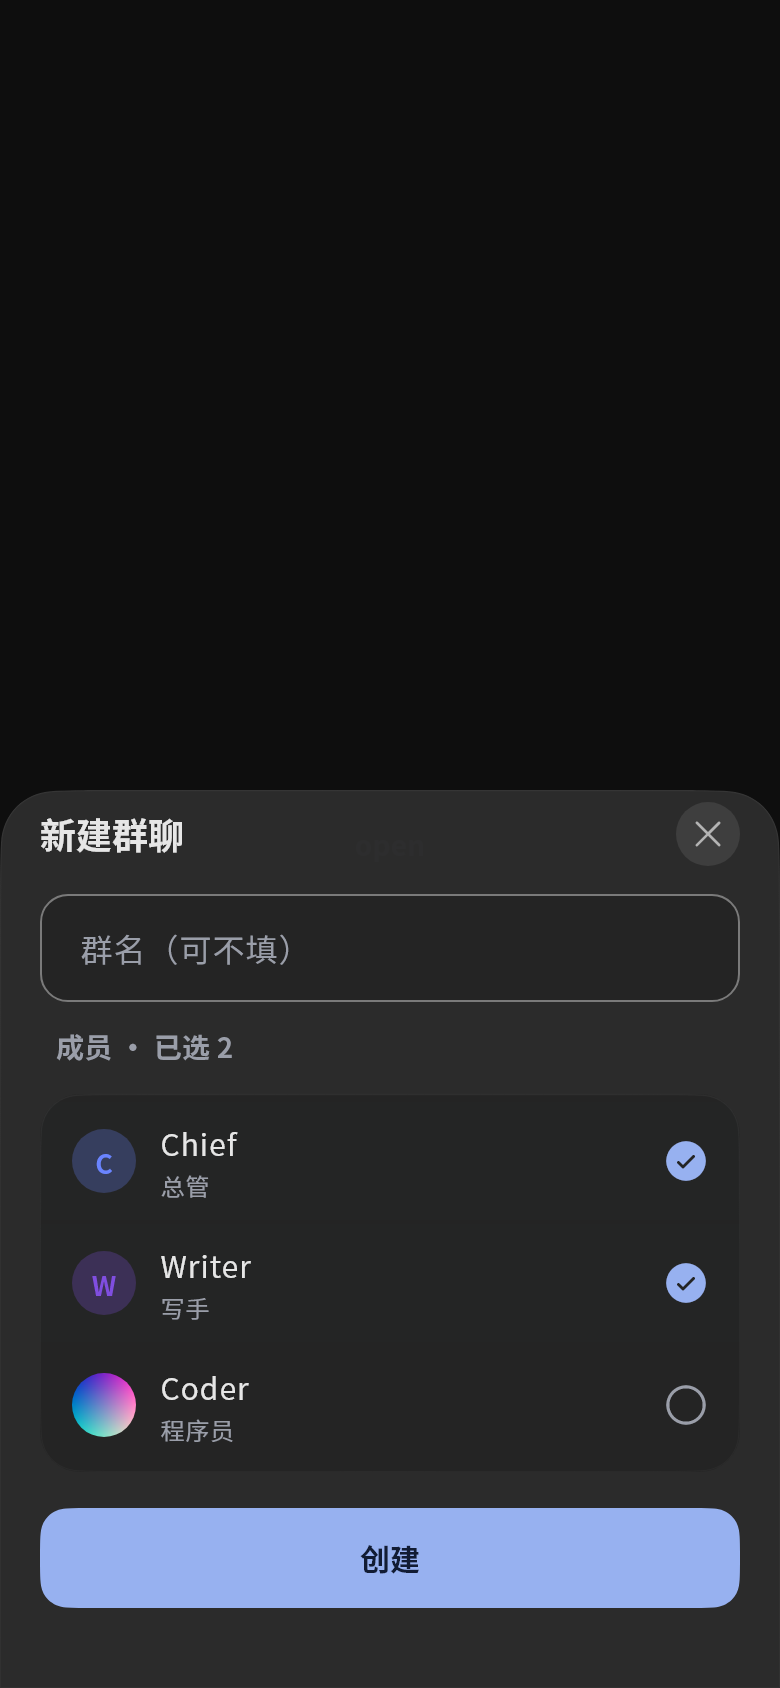 新建群聊
open
群名（可不填）
成员 · 已选 2
C
Chief
总管
W
Writer
写手
Coder
程序员
创建